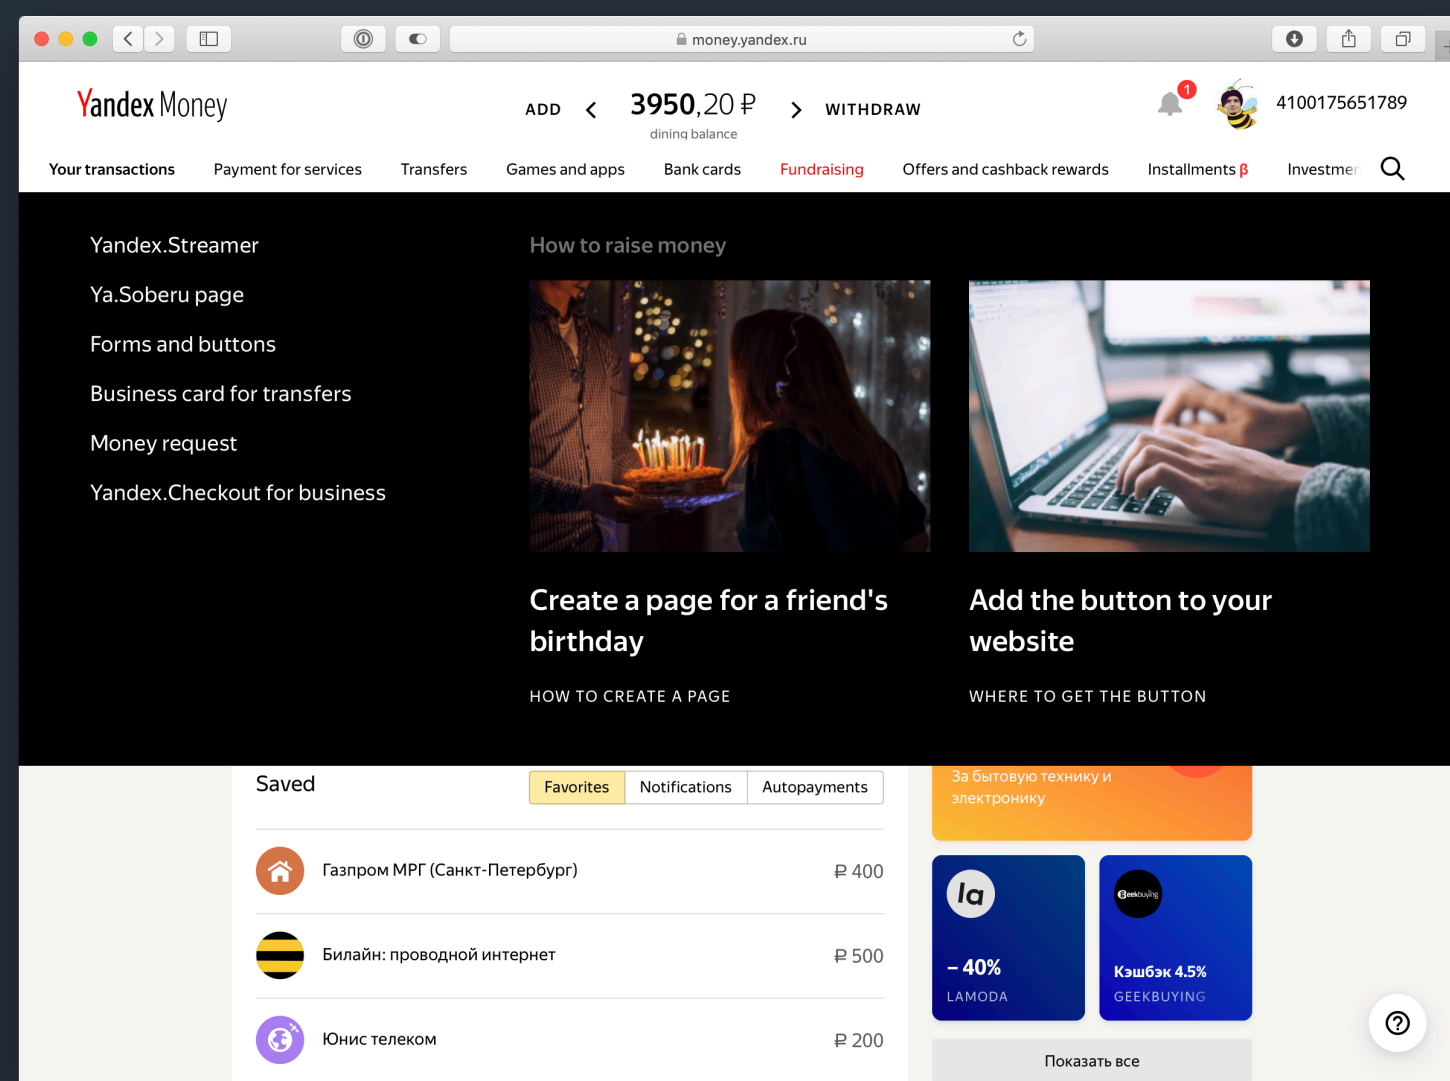 money.yandex.ru
Yandex Money
ADD
3950,20 ₽
WITHDRAW
dining balance
1
4100175651789
Your transactions
Payment for services
Transfers
Games and apps
Bank cards
Fundraising
Offers and cashback rewards
Installments β
Investmen
Yandex.Streamer
Ya.Soberu page
Forms and buttons
Business card for transfers
Money request
Yandex.Checkout for business
How to raise money
Create a page for a friend's
birthday
HOW TO CREATE A PAGE
Add the button to your
website
WHERE TO GET THE BUTTON
Saved
Favorites
Notifications
Autopayments
Газпром МРГ (Санкт-Петербург)
₽ 400
Билайн: проводной интернет
₽ 500
Юнис телеком
₽ 200
За бытовую технику и
электронику
la
– 40%
LAMODA
Geekbuying
Кэшбэк 4.5%
GEEKBUYING
Показать все